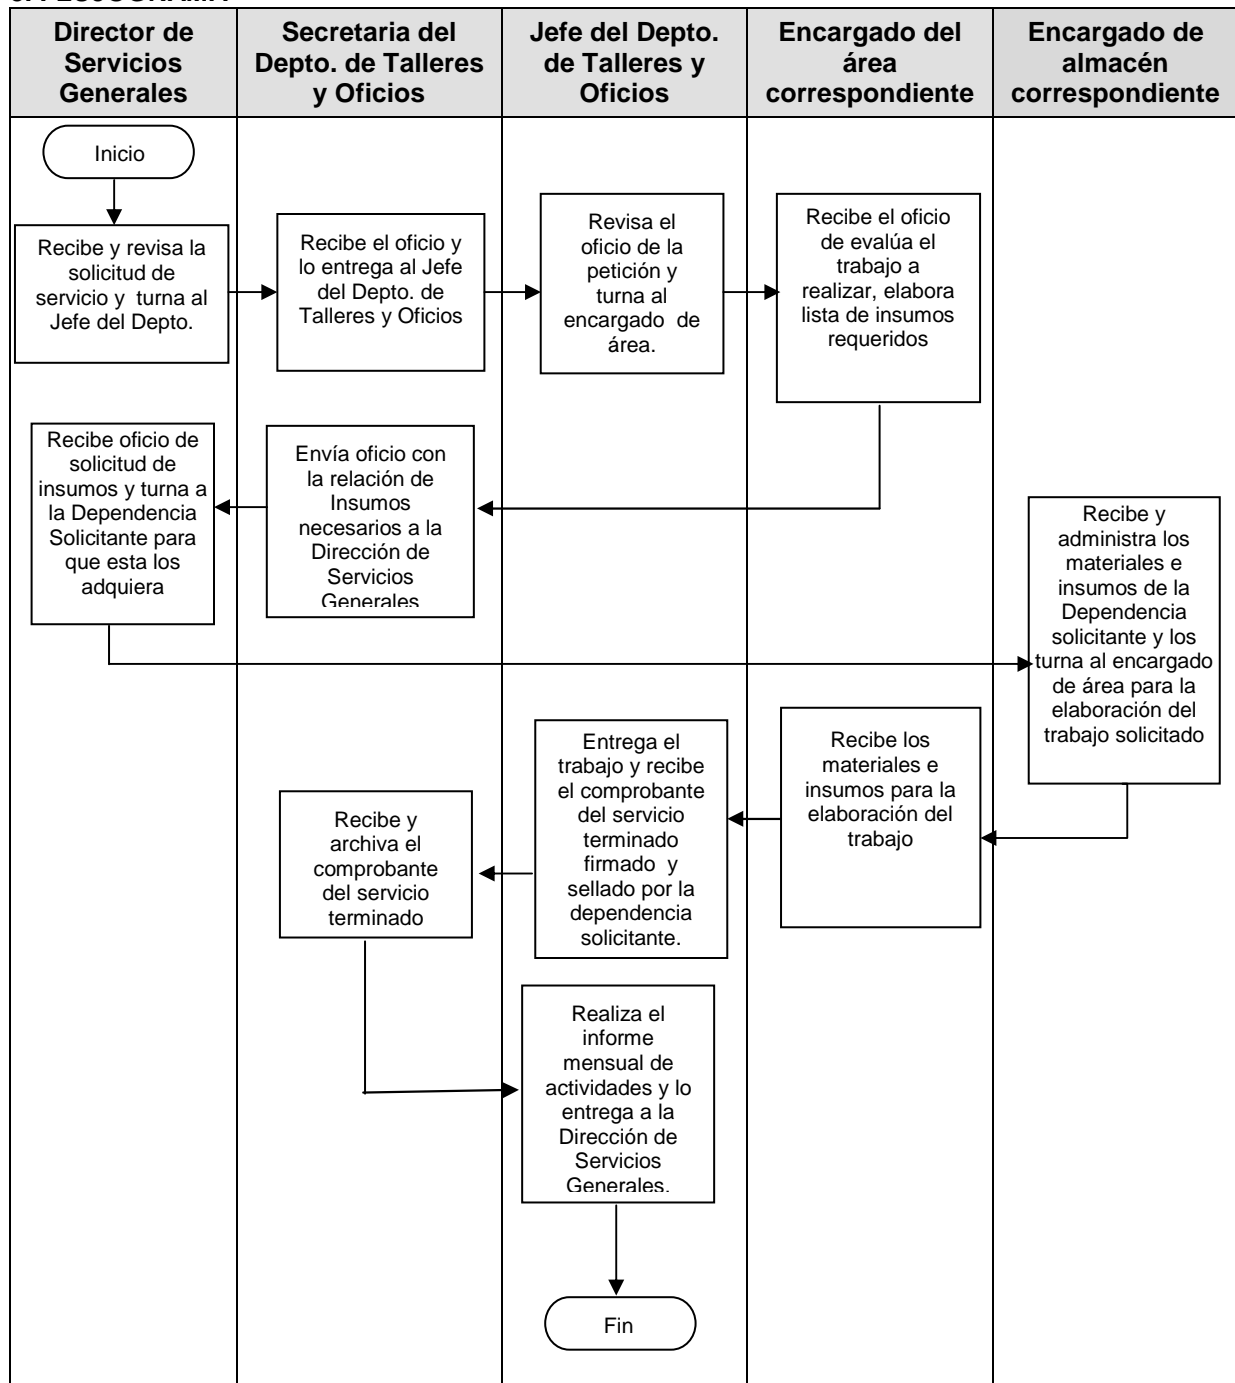 Director de
Servicios
Generales
Secretaria del
Depto. de Talleres
y Oficios
Jefe del Depto.
de Talleres y
Oficios
Encargado del
área
correspondiente
Encargado de
almacén
correspondiente
Inicio
Recibe y revisa la
solicitud de
servicio y turna al
Jefe del Depto.
Recibe el oficio y
lo entrega al Jefe
del Depto. de
Talleres y Oficios
Revisa el
oficio de la
petición y
turna al
encargado de
área.
Recibe el oficio
de evalúa el
trabajo a
realizar, elabora
lista de insumos
requeridos
Recibe oficio de
solicitud de
insumos y turna a
la Dependencia
Solicitante para
que esta los
adquiera
Envía oficio con
la relación de
Insumos
necesarios a la
Dirección de
Servicios
Generales
Recibe y
administra los
materiales e
insumos de la
Dependencia
solicitante y los
turna al encargado
de área para la
elaboración del
trabajo solicitado
Recibe los
materiales e
insumos para la
elaboración del
trabajo
Entrega el
trabajo y recibe
el comprobante
del servicio
terminado
firmado y
sellado por la
dependencia
solicitante.
Recibe y
archiva el
comprobante
del servicio
terminado
Realiza el
informe
mensual de
actividades y lo
entrega a la
Dirección de
Servicios
Generales.
Fin